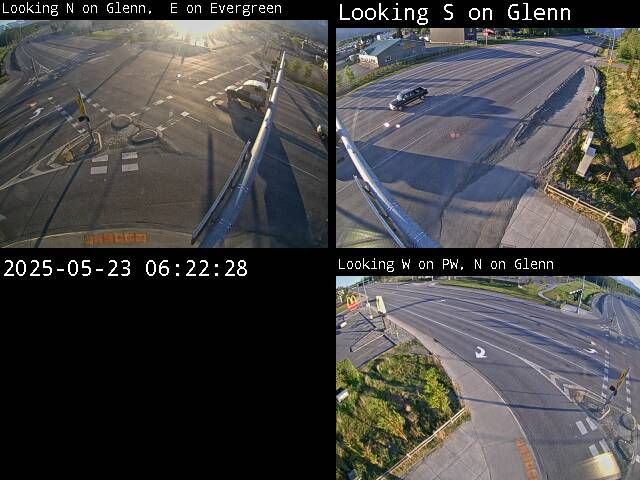 Looking N on Glenn,  E on Evergreen
Looking S on Glenn
2025-05-23 06:22:28
Looking W on PW, N on Glenn